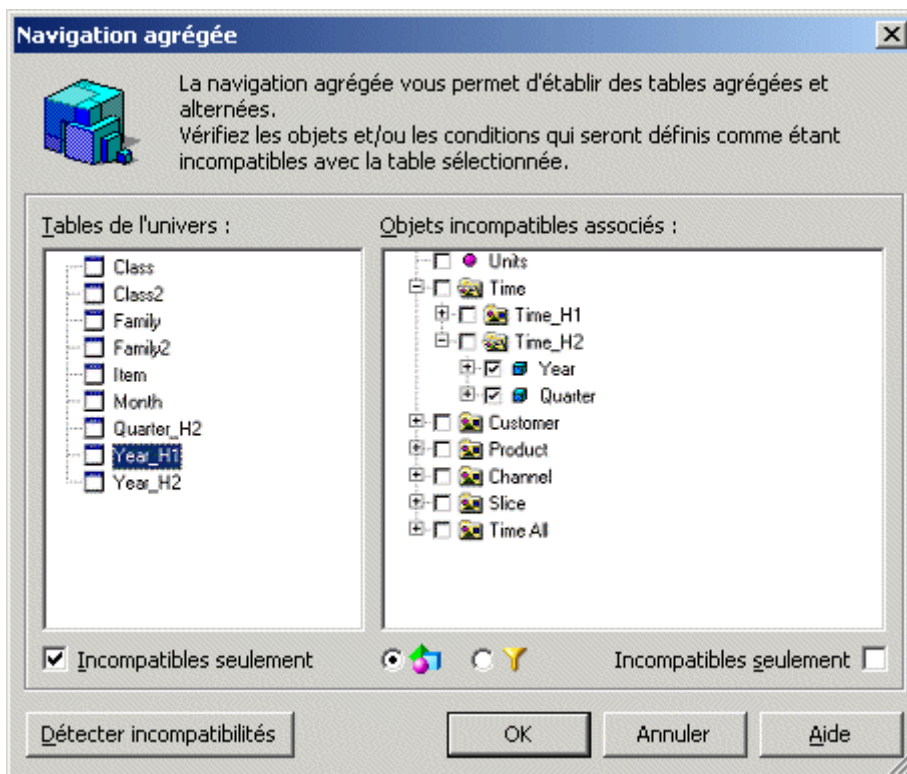 Navigation agrégée
La navigation agrégée vous permet d'établir des tables agrégées et
alternées.
Vérifiez les objets et/ou les conditions qui seront définis comme étant
incompatibles avec la table sélectionnée.
Tables de l'univers :
Class
Class2
Family
Family2
Item
Month
Quarter_H2
Year_H1
Year_H2
Objets incompatibles associés :
Units
Time
Time_H1
Time_H2
Year
Quarter
Customer
Product
Channel
Slice
Time All
Incompatibles seulement
Incompatibles seulement
Détecter incompatibilités
OK
Annuler
Aide